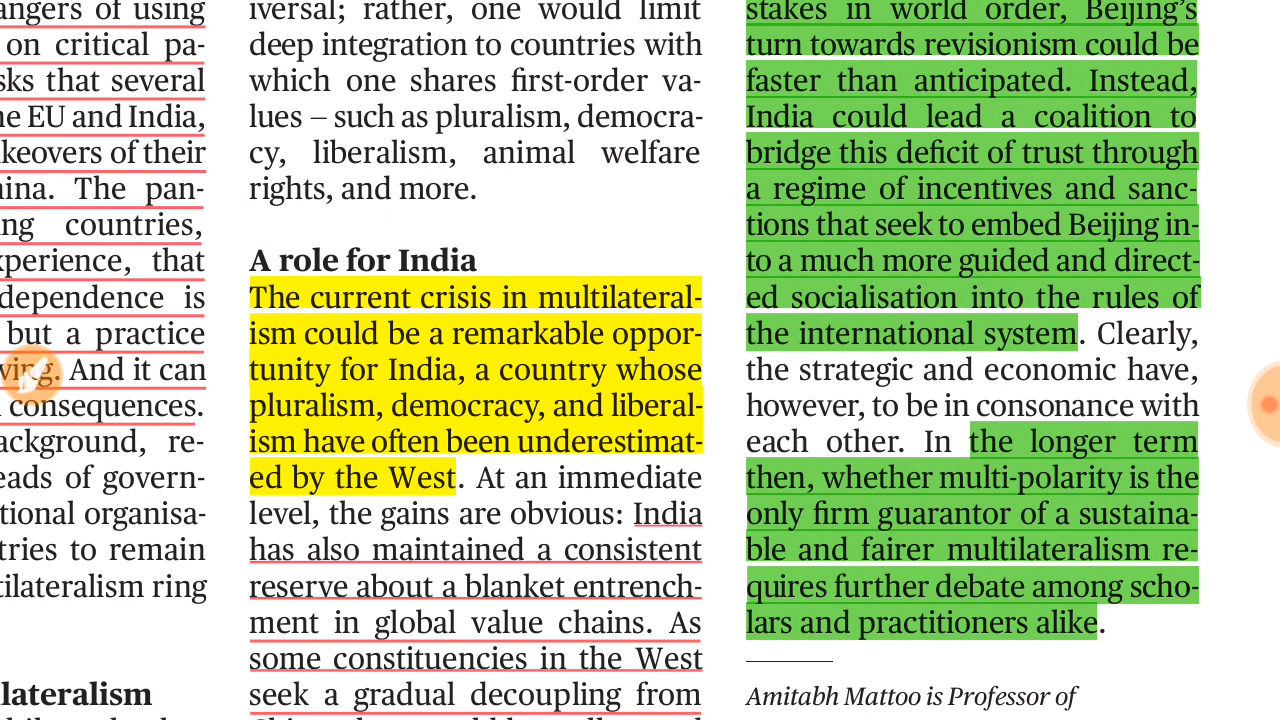 angers of using
on critical pa-
sks that several
e EU and India,
keovers of their
ina. The pan-
ng countries,
xperience, that
dependence is
but a practice
ving. And it can
consequences.
ackground, re-
eads of govern-
tional organisa-
tries to remain
tilateralism ring
lateralism
iversal; rather, one would limit
deep integration to countries with
which one shares first-order va-
lues – such as pluralism, democra-
cy, liberalism, animal welfare
rights, and more.
A role for India
The current crisis in multilateral-
ism could be a remarkable oppor-
tunity for India, a country whose
pluralism, democracy, and liberal-
ism have often been underestimat-
ed by the West. At an immediate
level, the gains are obvious: India
has also maintained a consistent
reserve about a blanket entrench-
ment in global value chains. As
some constituencies in the West
seek a gradual decoupling from
stakes in world order, Beijing's
turn towards revisionism could be
faster than anticipated. Instead,
India could lead a coalition to
bridge this deficit of trust through
a regime of incentives and sanc-
tions that seek to embed Beijing in-
to a much more guided and direct-
ed socialisation into the rules of
the international system. Clearly,
the strategic and economic have,
however, to be in consonance with
each other. In the longer term
then, whether multi-polarity is the
only firm guarantor of a sustaina-
ble and fairer multilateralism re-
quires further debate among scho-
lars and practitioners alike.
Amitabh Mattoo is Professor of